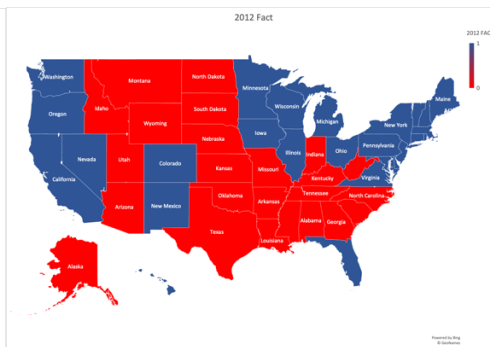 2012 Fact
2012 FAC
1
0
Washington
Montana
North Dakota
Minnesota
Maine
Oregon
Idaho
South Dakota
Wisconsin
Michigan
New York
Wyoming
Nebraska
Iowa
Pennsylvania
Nevada
Utah
Colorado
Kansas
Missouri
Illinois
Indiana
Ohio
Virginia
California
Kentucky
Arizona
New Mexico
Oklahoma
Arkansas
Tennessee
North Carolina
Texas
Louisiana
Alabama
Georgia
Alaska
Powered by Bing
© GeoNames